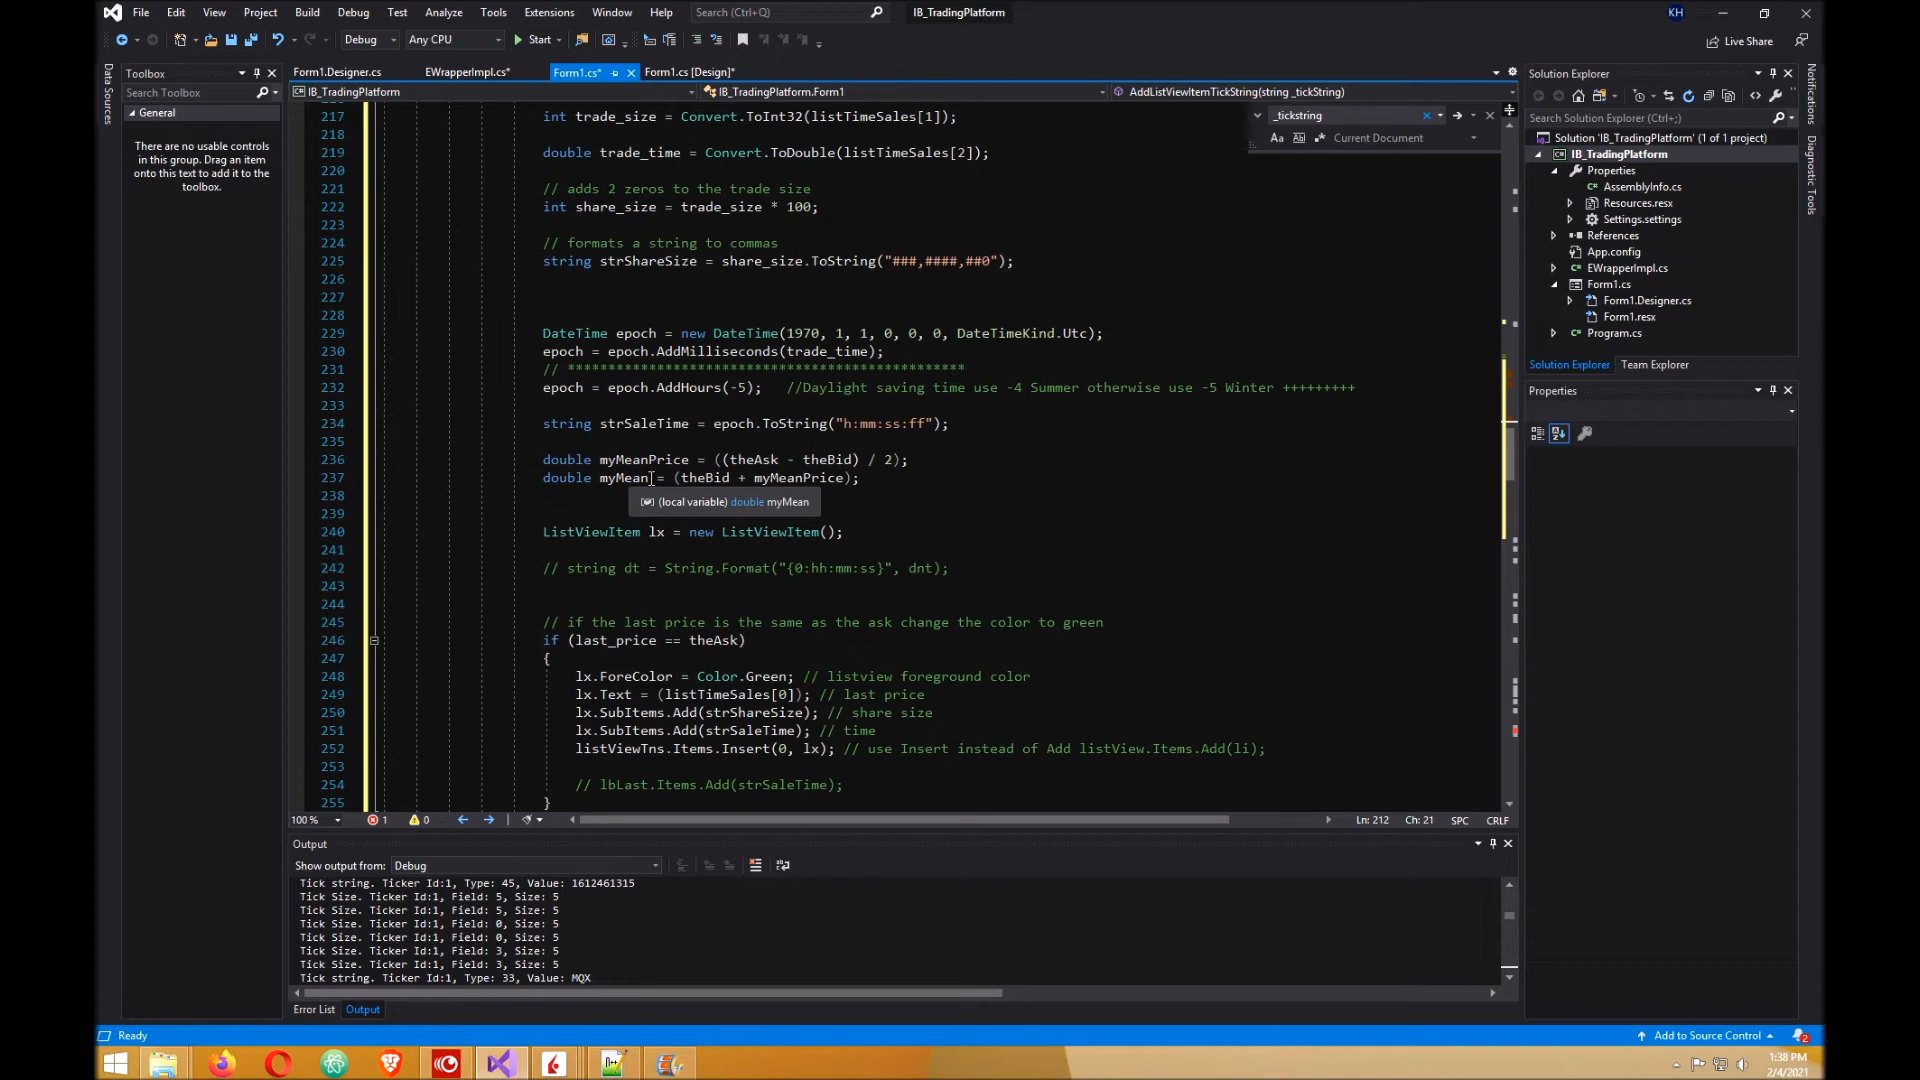 File Edit View Project Build Debug Test Analyze Tools Extensions Window Help Search (Ctrl+Q) IB_TradingPlatform KH
Debug Any CPU Start Live Share
Data Sources
Toolbox
Search Toolbox
General
There are no usable controls
in this group. Drag an item
onto this text to add it to the
toolbox.
Form1.Designer.cs EWrapperImpl.cs* Form1.cs* Form1.cs [Design]*
IB_TradingPlatform IB_TradingPlatform.Form1 AddListViewItemTickString(string _tickString)
_tickstring
Aa Current Document
217 int trade_size = Convert.ToInt32(listTimeSales[1]);
218
219 double trade_time = Convert.ToDouble(listTimeSales[2]);
220
221 // adds 2 zeros to the trade size
222 int share_size = trade_size * 100;
223
224 // formats a string to commas
225 string strShareSize = share_size.ToString("###,####,##0");
226
227
228
229 DateTime epoch = new DateTime(1970, 1, 1, 0, 0, 0, DateTimeKind.Utc);
230 epoch = epoch.AddMilliseconds(trade_time);
231 // *************************************************
232 epoch = epoch.AddHours(-5); //Daylight saving time use -4 Summer otherwise use -5 Winter +++++++++
233
234 string strSaleTime = epoch.ToString("h:mm:ss:ff");
235
236 double myMeanPrice = ((theAsk - theBid) / 2);
237 double myMean = (theBid + myMeanPrice);
238 (local variable) double myMean
239
240 ListViewItem lx = new ListViewItem();
241
242 // string dt = String.Format("{0:hh:mm:ss}", dnt);
243
244
245 // if the last price is the same as the ask change the color to green
246 if (last_price == theAsk)
247 {
248 lx.ForeColor = Color.Green; // listview foreground color
249 lx.Text = (listTimeSales[0]); // last price
250 lx.SubItems.Add(strShareSize); // share size
251 lx.SubItems.Add(strSaleTime); // time
252 listViewTns.Items.Insert(0, lx); // use Insert instead of Add listView.Items.Add(li);
253
254 // lbLast.Items.Add(strSaleTime);
255 }
100 % 1 0 Ln: 212 Ch: 21 SPC CRLF
Output
Show output from: Debug
Tick string. Ticker Id:1, Type: 45, Value: 1612461315
Tick Size. Ticker Id:1, Field: 5, Size: 5
Tick Size. Ticker Id:1, Field: 5, Size: 5
Tick Size. Ticker Id:1, Field: 0, Size: 5
Tick Size. Ticker Id:1, Field: 0, Size: 5
Tick Size. Ticker Id:1, Field: 3, Size: 5
Tick Size. Ticker Id:1, Field: 3, Size: 5
Tick string. Ticker Id:1, Type: 33, Value: MQX
Error List Output
Solution Explorer
Search Solution Explorer (Ctrl+;)
Solution 'IB_TradingPlatform' (1 of 1 project)
IB_TradingPlatform
Properties
AssemblyInfo.cs
Resources.resx
Settings.settings
References
App.config
EWrapperImpl.cs
Form1.cs
Form1.Designer.cs
Form1.resx
Program.cs
Solution Explorer Team Explorer
Properties
Notifications
Diagnostic Tools
Ready Add to Source Control 2
1:38 PM
2/4/2021